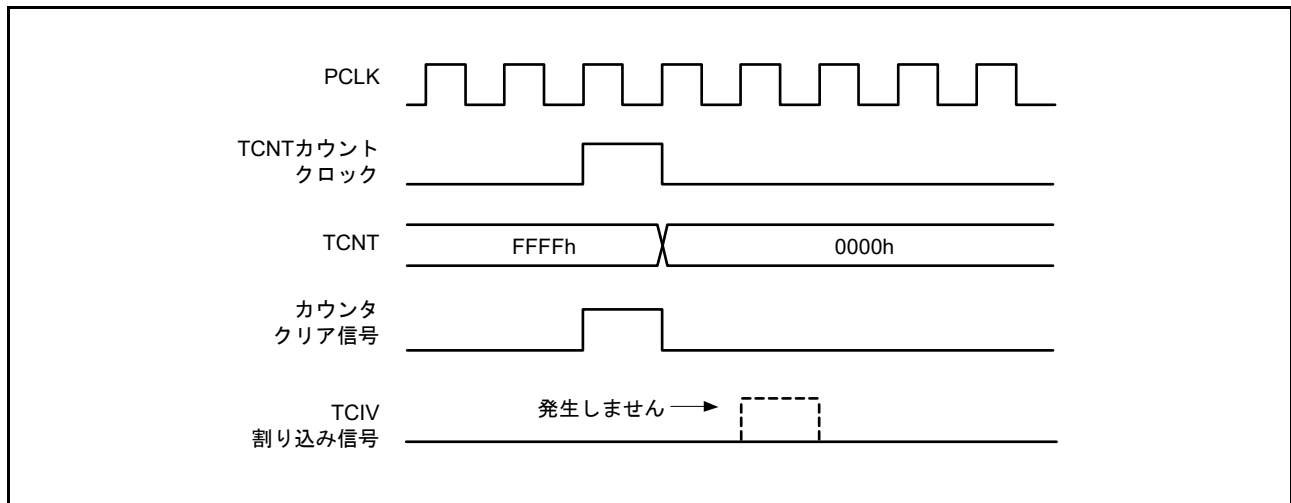 PCLK
TCNTカウント
クロック
TCNT
FFFFh
0000h
カウンタ
クリア信号
TCIV
割り込み信号
発生しません